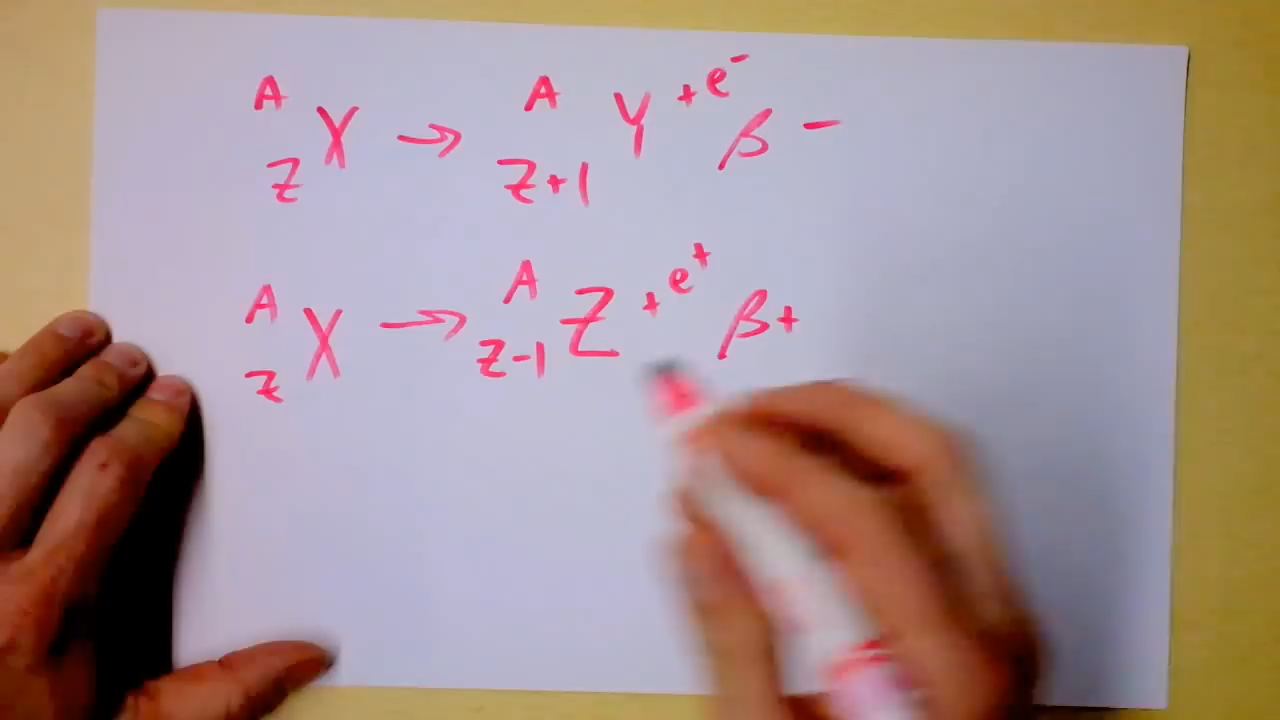 A Z X → A Z+1 Y + e⁻ β −
A Z X → A Z-1 Z + e⁺ β +